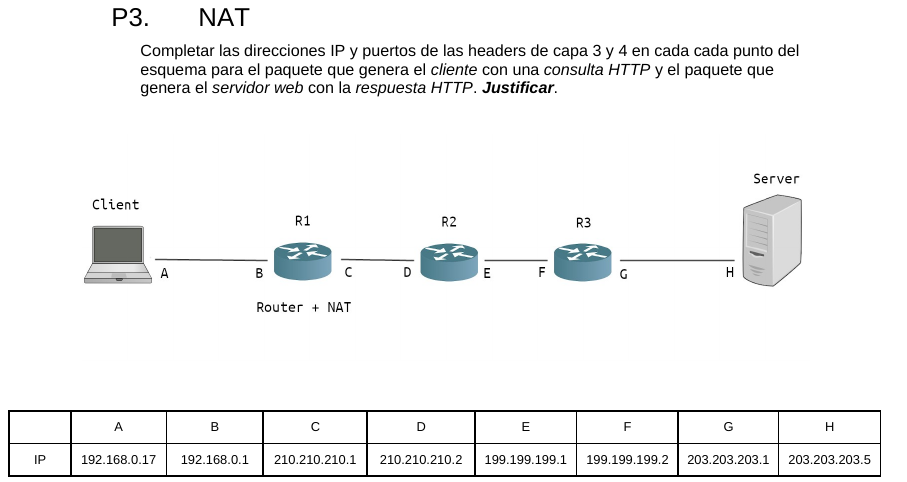 P3. NAT
Completar las direcciones IP y puertos de las headers de capa 3 y 4 en cada cada punto del
esquema para el paquete que genera el cliente con una consulta HTTP y el paquete que
genera el servidor web con la respuesta HTTP. Justificar.
Server
Client
R1 R2 R3
A B C D E F G H
Router + NAT
A B C D E F G H
IP 192.168.0.17 192.168.0.1 210.210.210.1 210.210.210.2 199.199.199.1 199.199.199.2 203.203.203.1 203.203.203.5